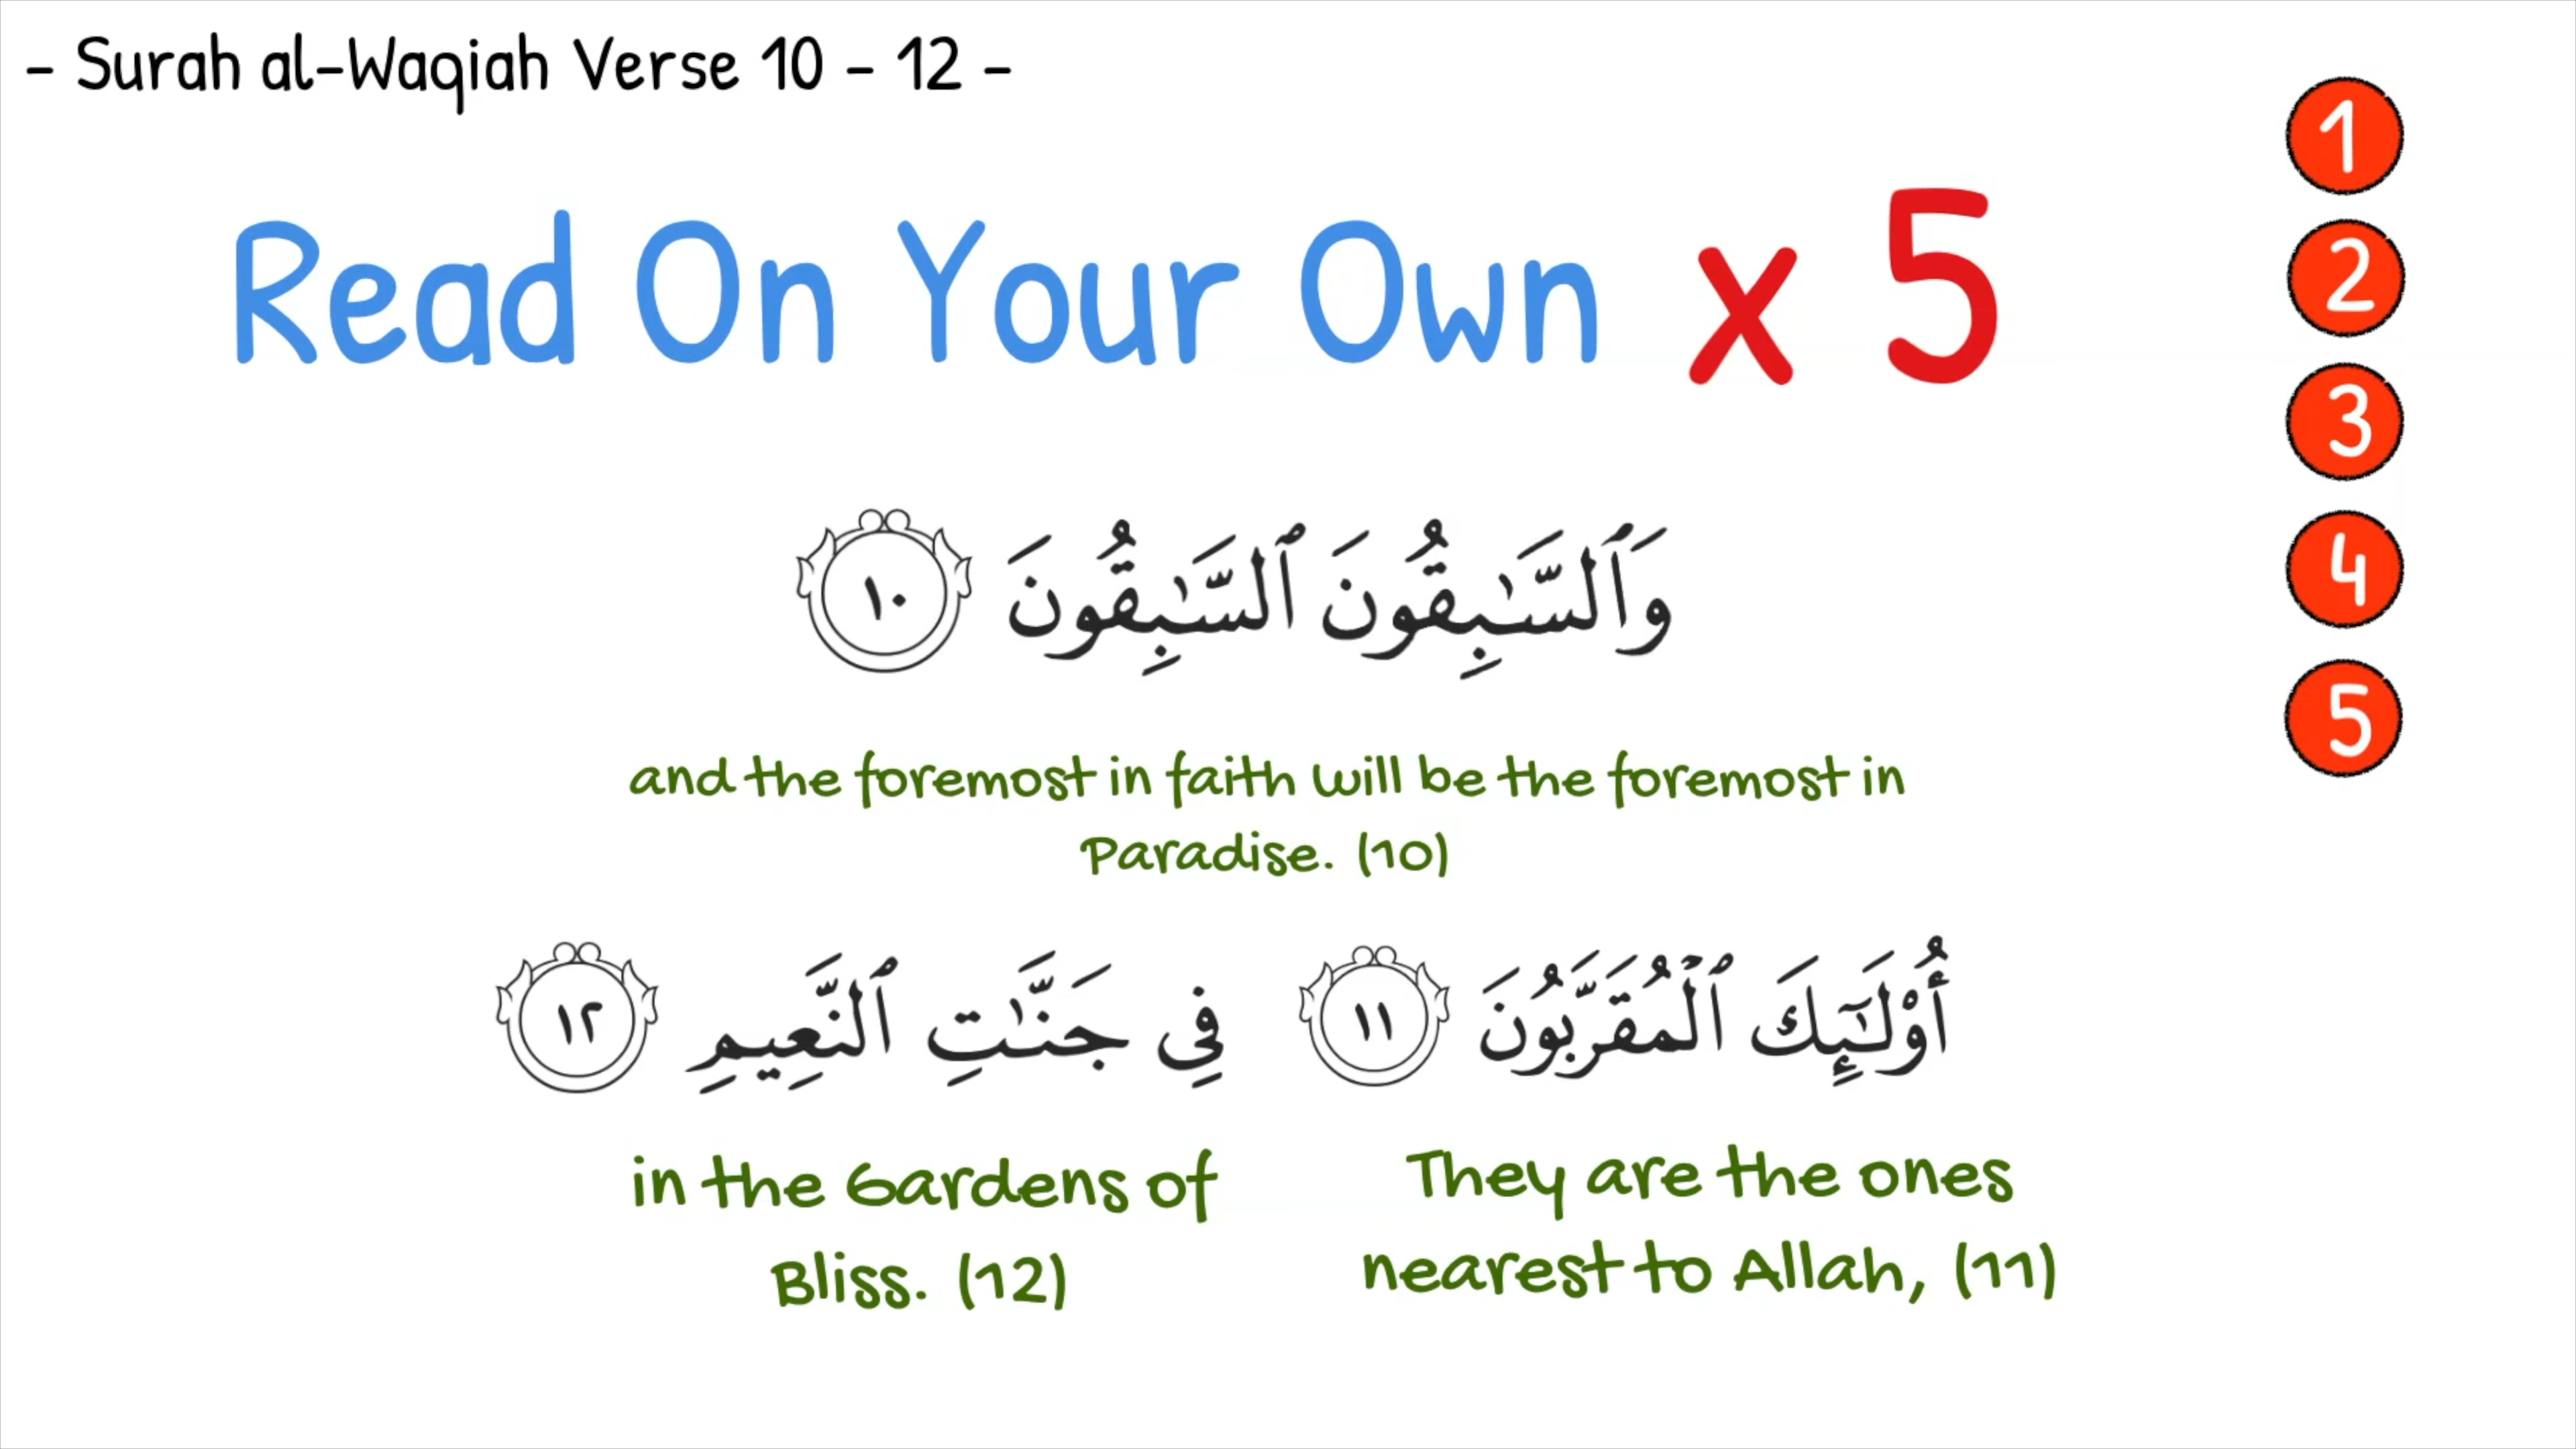 - Surah al-Waqiah Verse 10 - 12 -
Read On Your Own x 5
1
2
3
4
5
وَٱلسَّـٰبِقُونَ ٱلسَّـٰبِقُونَ ١٠
and the foremost in faith will be the foremost in
Paradise. (10)
أُو۟لَـٰٓئِكَ ٱلْمُقَرَّبُونَ ١١ فِى جَنَّـٰتِ ٱلنَّعِيمِ ١٢
They are the ones
nearest to Allah, (11)
in the Gardens of
Bliss. (12)